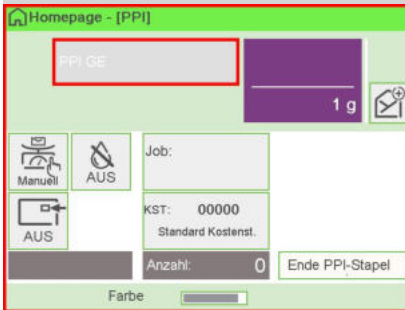 Homepage - [PPI]
PPI GE
1 g
Manuell
AUS
Job:
AUS
KST: 00000
Standard Kostenst.
Anzahl: 0
Ende PPI-Stapel
Farbe